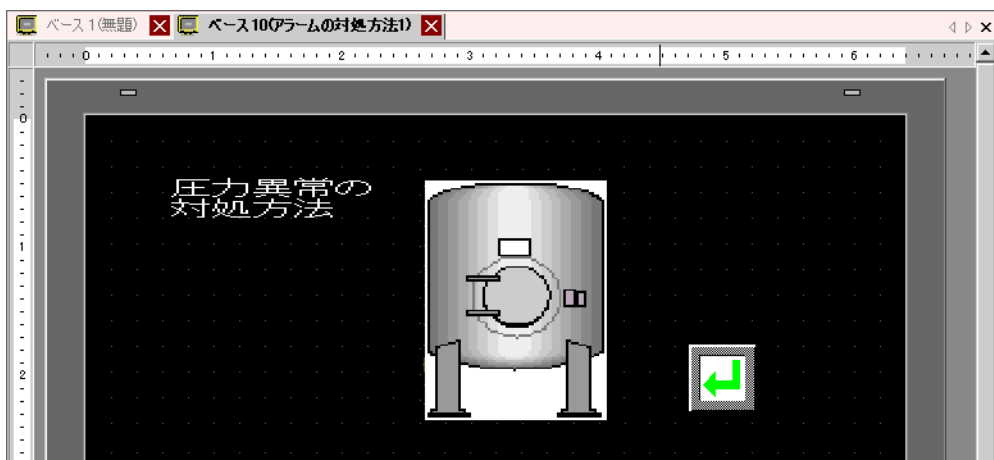 ベース 1(無題)
ベース 10(アラームの対処方法1)
0 1 2 3 4 5 6
0
1
2
圧力異常の
対処方法